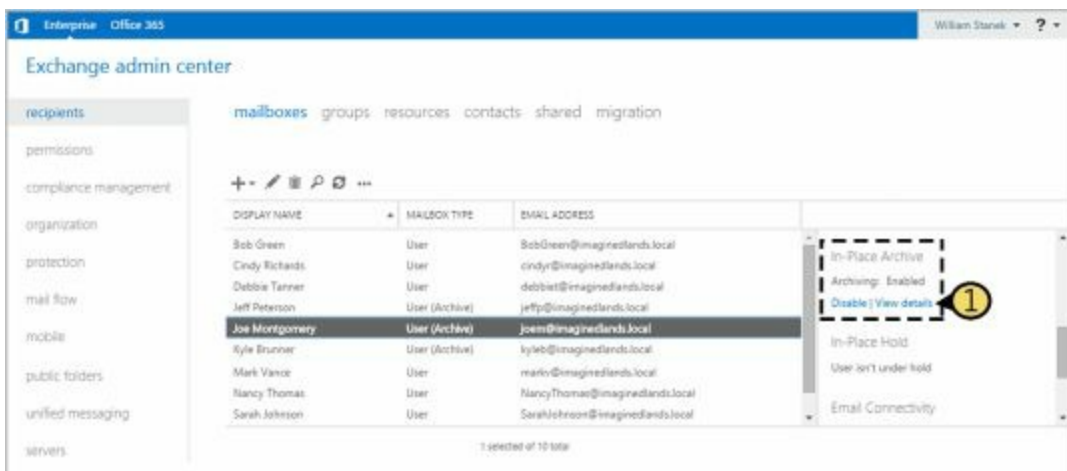 Enterprise Office 365 William Stanek ?
Exchange admin center
recipients
permissions
compliance management
organization
protection
mail flow
mobile
public folders
unified messaging
servers
mailboxes groups resources contacts shared migration
DISPLAY NAME MAILBOX TYPE EMAIL ADDRESS
Bob Green User BobGreen@imaginedlands.local
Cindy Richards User cindyr@imaginedlands.local
Debbie Tanner User debbiet@imaginedlands.local
Jeff Peterson User (Archive) jeffp@imaginedlands.local
Joe Montgomery User (Archive) joem@imaginedlands.local
Kyle Brunner User (Archive) kyleb@imaginedlands.local
Mark Vance User markv@imaginedlands.local
Nancy Thomas User NancyThomas@imaginedlands.local
Sarah Johnson User SarahJohnson@imaginedlands.local
1 selected of 10 total
In-Place Archive
Archiving: Enabled
Disable | View details 1
In-Place Hold
User isn't under hold
Email Connectivity